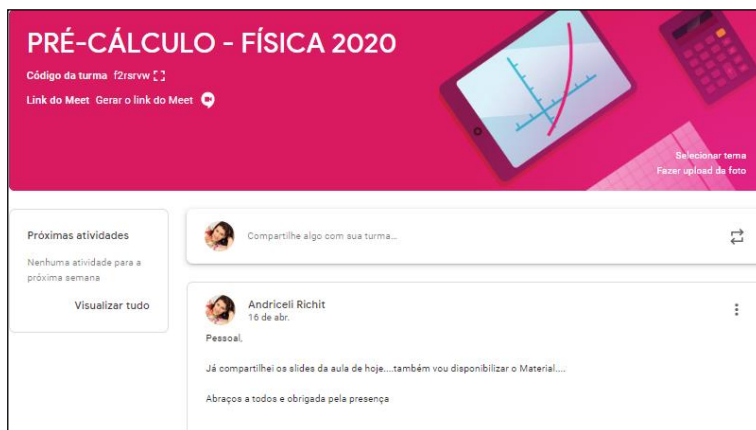 PRÉ-CÁLCULO - FÍSICA 2020
Código da turma f2rsrvw
Link do Meet Gerar o link do Meet
Selecionar tema
Fazer upload da foto
Próximas atividades
Nenhuma atividade para a
próxima semana
Visualizar tudo
Compartilhe algo com sua turma...
Andriceli Richit
16 de abr.
Pessoal,
Já compartilhei os slides da aula de hoje....também vou disponibilizar o Material....
Abraços a todos e obrigada pela presença